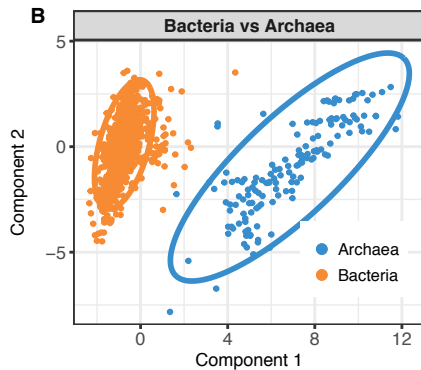 B
Bacteria vs Archaea
5
0
−5
Component 2
Archaea
Bacteria
0 4 8 12
Component 1